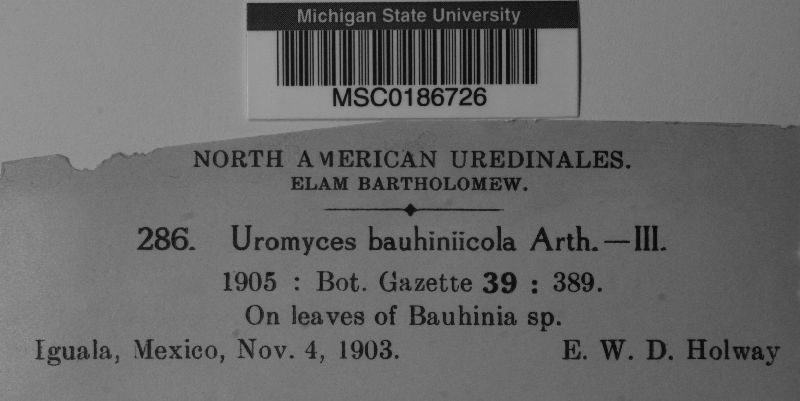 Michigan State University
MSC0186726
NORTH AMERICAN UREDINALES.
ELAM BARTHOLOMEW.
286. Uromyces bauhiniicola Arth.—III.
1905 : Bot. Gazette 39 : 389.
On leaves of Bauhinia sp.
Iguala, Mexico, Nov. 4, 1903. E. W. D. Holway